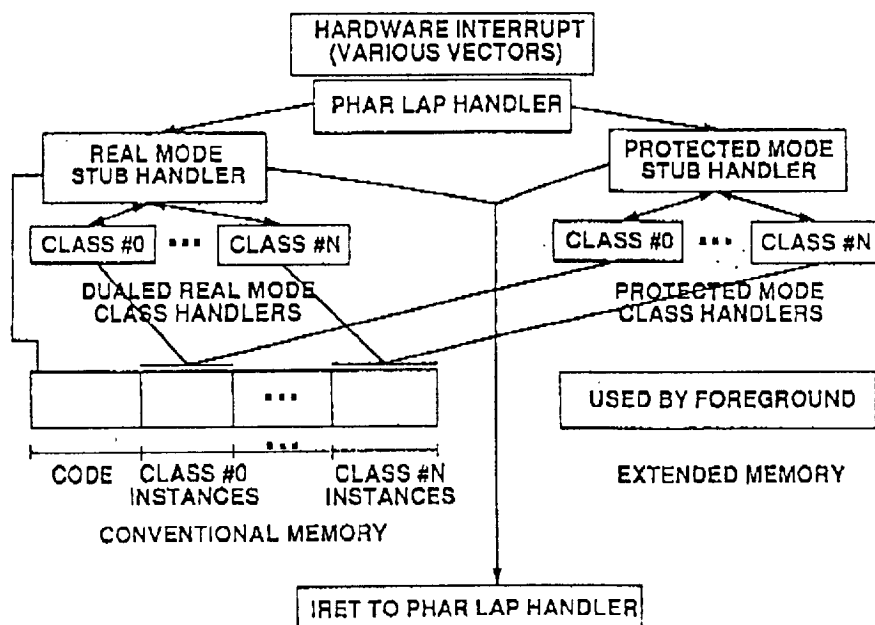 HARDWARE INTERRUPT
(VARIOUS VECTORS)
PHAR LAP HANDLER
REAL MODE
STUB HANDLER
PROTECTED MODE
STUB HANDLER
CLASS #0 ... CLASS #N
CLASS #0 ... CLASS #N
DUALED REAL MODE
CLASS HANDLERS
PROTECTED MODE
CLASS HANDLERS
...
USED BY FOREGROUND
...
CODE
CLASS #0
INSTANCES
CLASS #N
INSTANCES
EXTENDED MEMORY
CONVENTIONAL MEMORY
IRET TO PHAR LAP HANDLER